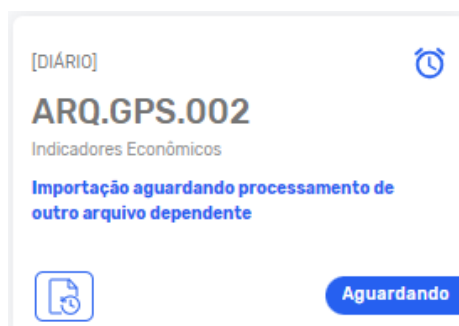 [DIÁRIO]
ARQ.GPS.002
Indicadores Econômicos
Importação aguardando processamento de
outro arquivo dependente
Aguardando